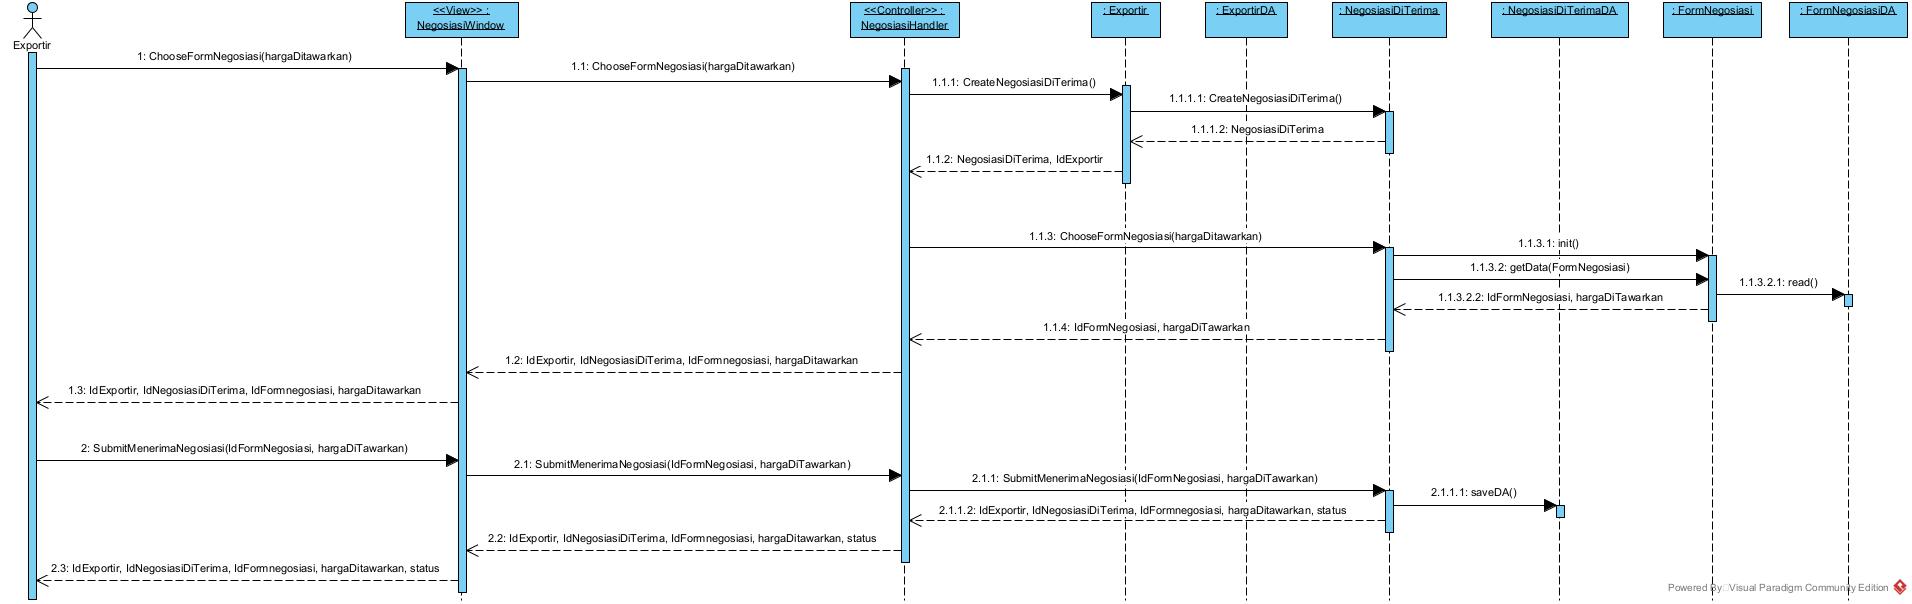 Exportir
<<View>> :
NegosiasiWindow
<<Controller>> :
NegosiasiHandler
: Exportir
: ExportirDA
: NegosiasiDiTerima
: NegosiasiDiTerimaDA
: FormNegosiasi
: FormNegosiasiDA
1: ChooseFormNegosiasi(hargaDitawarkan)
1.1: ChooseFormNegosiasi(hargaDitawarkan)
1.1.1: CreateNegosiasiDiTerima()
1.1.1.1: CreateNegosiasiDiTerima()
1.1.1.2: NegosiasiDiTerima
1.1.2: NegosiasiDiTerima, IdExportir
1.1.3: ChooseFormNegosiasi(hargaDitawarkan)
1.1.3.1: init()
1.1.3.2: getData(FormNegosiasi)
1.1.3.2.1: read()
1.1.3.2.2: IdFormNegosiasi, hargaDiTawarkan
1.1.4: IdFormNegosiasi, hargaDiTawarkan
1.2: IdExportir, IdNegosiasiDiTerima, IdFormnegosiasi, hargaDitawarkan
1.3: IdExportir, IdNegosiasiDiTerima, IdFormnegosiasi, hargaDitawarkan
2: SubmitMenerimaNegosiasi(IdFormNegosiasi, hargaDiTawarkan)
2.1: SubmitMenerimaNegosiasi(IdFormNegosiasi, hargaDiTawarkan)
2.1.1: SubmitMenerimaNegosiasi(IdFormNegosiasi, hargaDiTawarkan)
2.1.1.1: saveDA()
2.1.1.2: IdExportir, IdNegosiasiDiTerima, IdFormnegosiasi, hargaDitawarkan, status
2.2: IdExportir, IdNegosiasiDiTerima, IdFormnegosiasi, hargaDitawarkan, status
2.3: IdExportir, IdNegosiasiDiTerima, IdFormnegosiasi, hargaDitawarkan, status
Powered By Visual Paradigm Community Edition